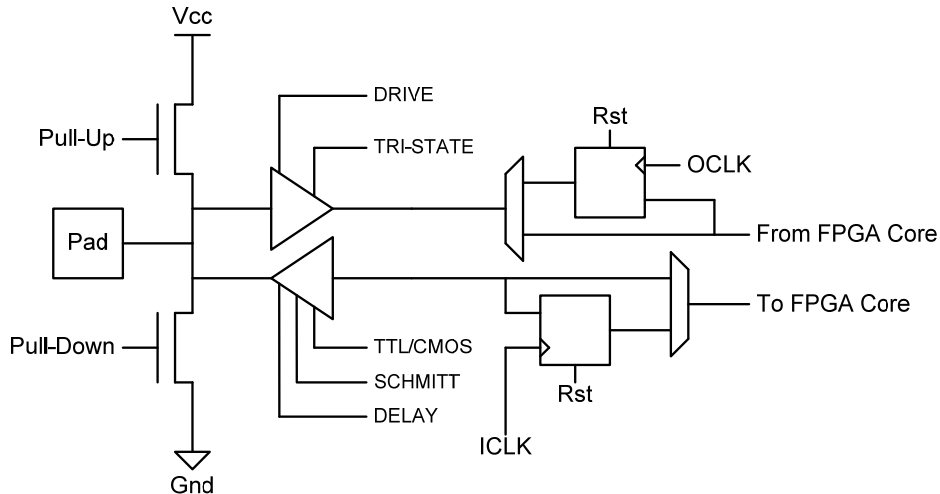 Vcc
DRIVE
Rst
Pull-Up
TRI-STATE
OCLK
Pad
From FPGA Core
To FPGA Core
Pull-Down
TTL/CMOS
SCHMITT
Rst
DELAY
ICLK
Gnd